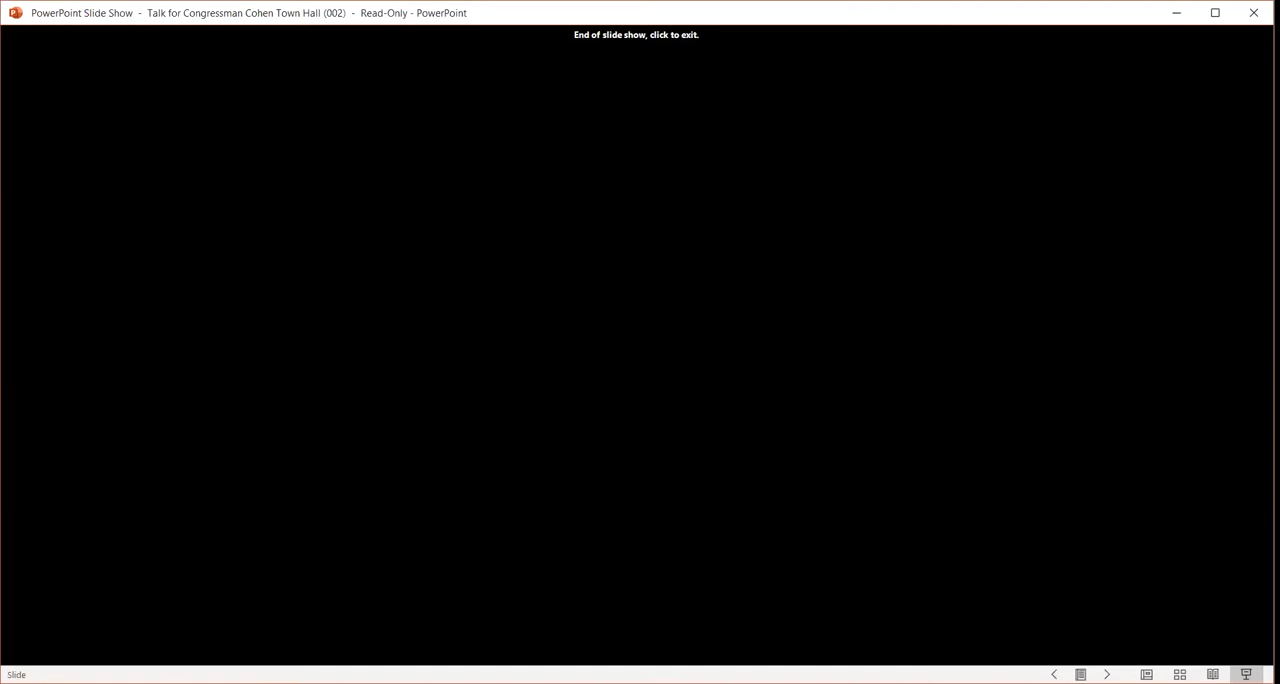 PowerPoint Slide Show - Talk for Congressman Cohen Town Hall (002) - Read-Only - PowerPoint
End of slide show, click to exit.
Slide